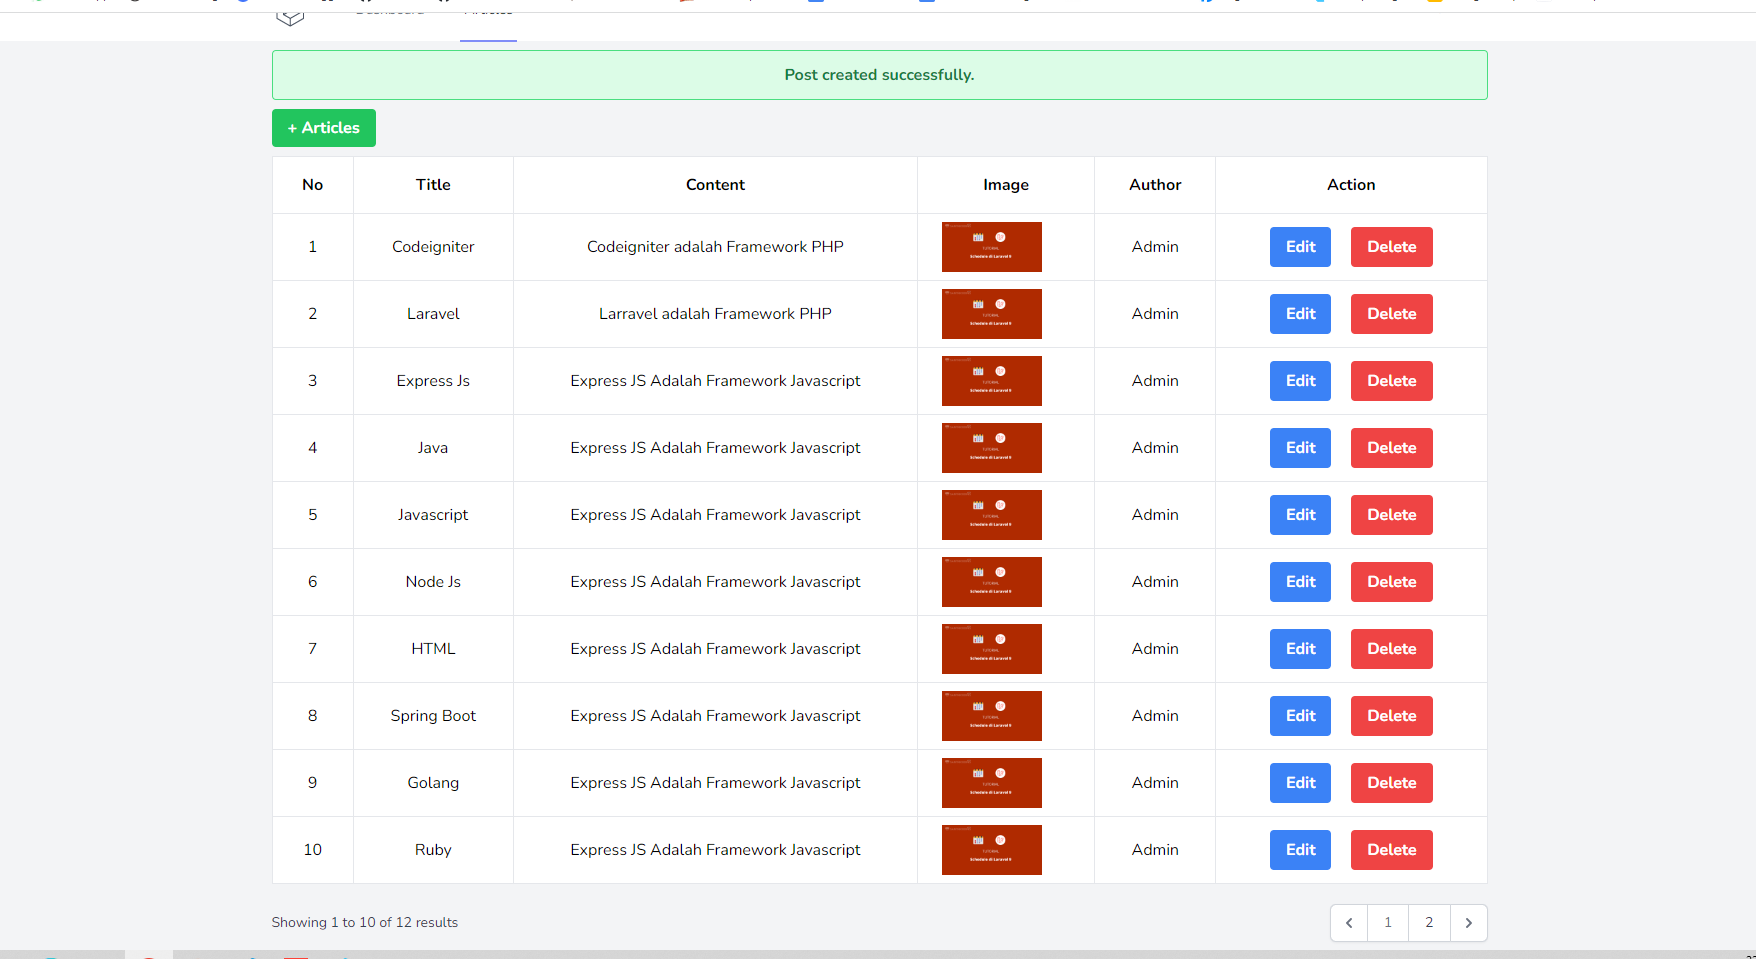 Post created successfully.
+ Articles
No Title Content Image Author Action
1 Codeigniter Codeigniter adalah Framework PHP Admin Edit Delete
2 Laravel Larravel adalah Framework PHP Admin Edit Delete
3 Express Js Express JS Adalah Framework Javascript Admin Edit Delete
4 Java Express JS Adalah Framework Javascript Admin Edit Delete
5 Javascript Express JS Adalah Framework Javascript Admin Edit Delete
6 Node Js Express JS Adalah Framework Javascript Admin Edit Delete
7 HTML Express JS Adalah Framework Javascript Admin Edit Delete
8 Spring Boot Express JS Adalah Framework Javascript Admin Edit Delete
9 Golang Express JS Adalah Framework Javascript Admin Edit Delete
10 Ruby Express JS Adalah Framework Javascript Admin Edit Delete
Showing 1 to 10 of 12 results
1 2